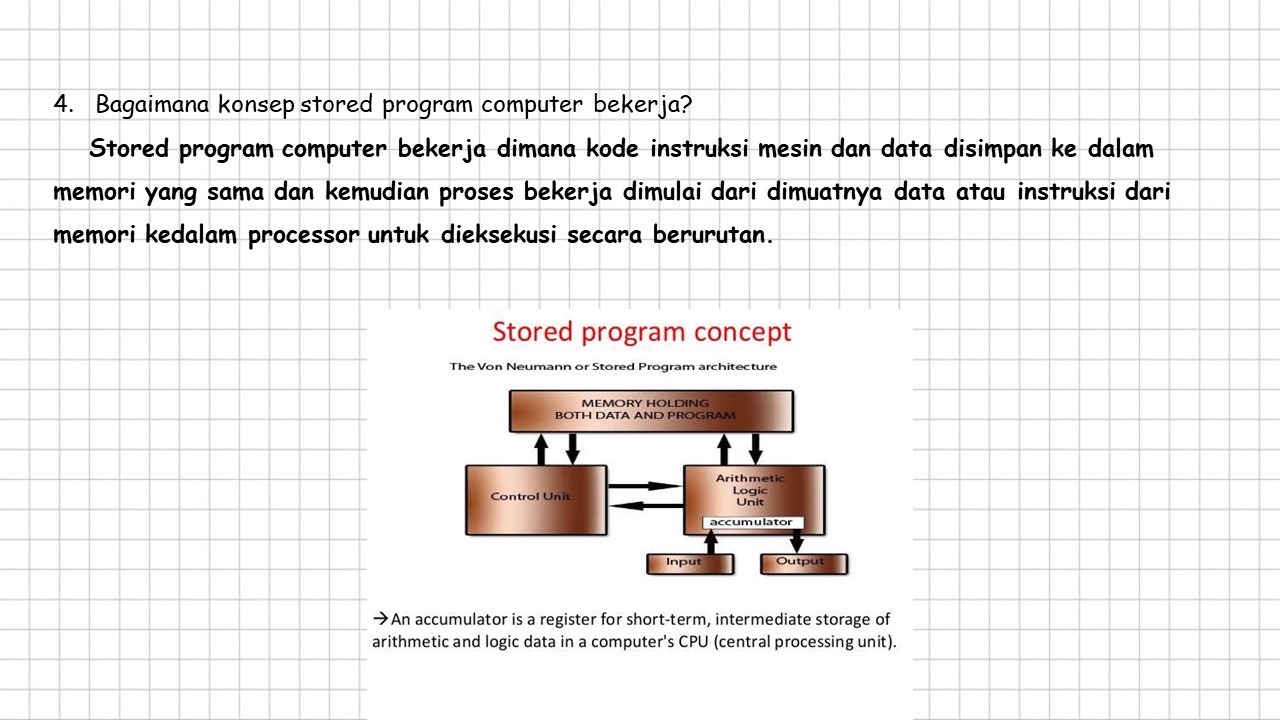 4. Bagaimana konsep stored program computer bekerja?
Stored program computer bekerja dimana kode instruksi mesin dan data disimpan ke dalam
memori yang sama dan kemudian proses bekerja dimulai dari dimuatnya data atau instruksi dari
memori kedalam processor untuk dieksekusi secara berurutan.
Stored program concept
The Von Neumann or Stored Program architecture
MEMORY HOLDING
BOTH DATA AND PROGRAM
Control Unit
Arithmetic
Logic
Unit
accumulator
Input
Output
→An accumulator is a register for short-term, intermediate storage of
arithmetic and logic data in a computer's CPU (central processing unit).